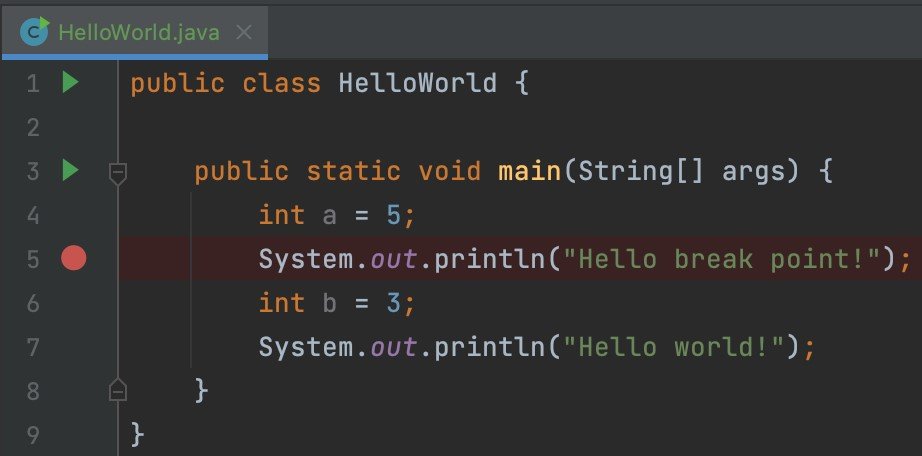 C HelloWorld.java
1 public class HelloWorld {
2
3     public static void main(String[] args) {
4         int a = 5;
5         System.out.println("Hello break point!");
6         int b = 3;
7         System.out.println("Hello world!");
8     }
9 }